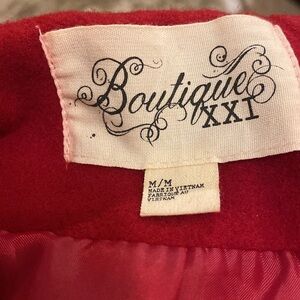 Boutique
XXI
M/M
MADE IN VIETNAM
FABRIQUE AU
VIETNAM